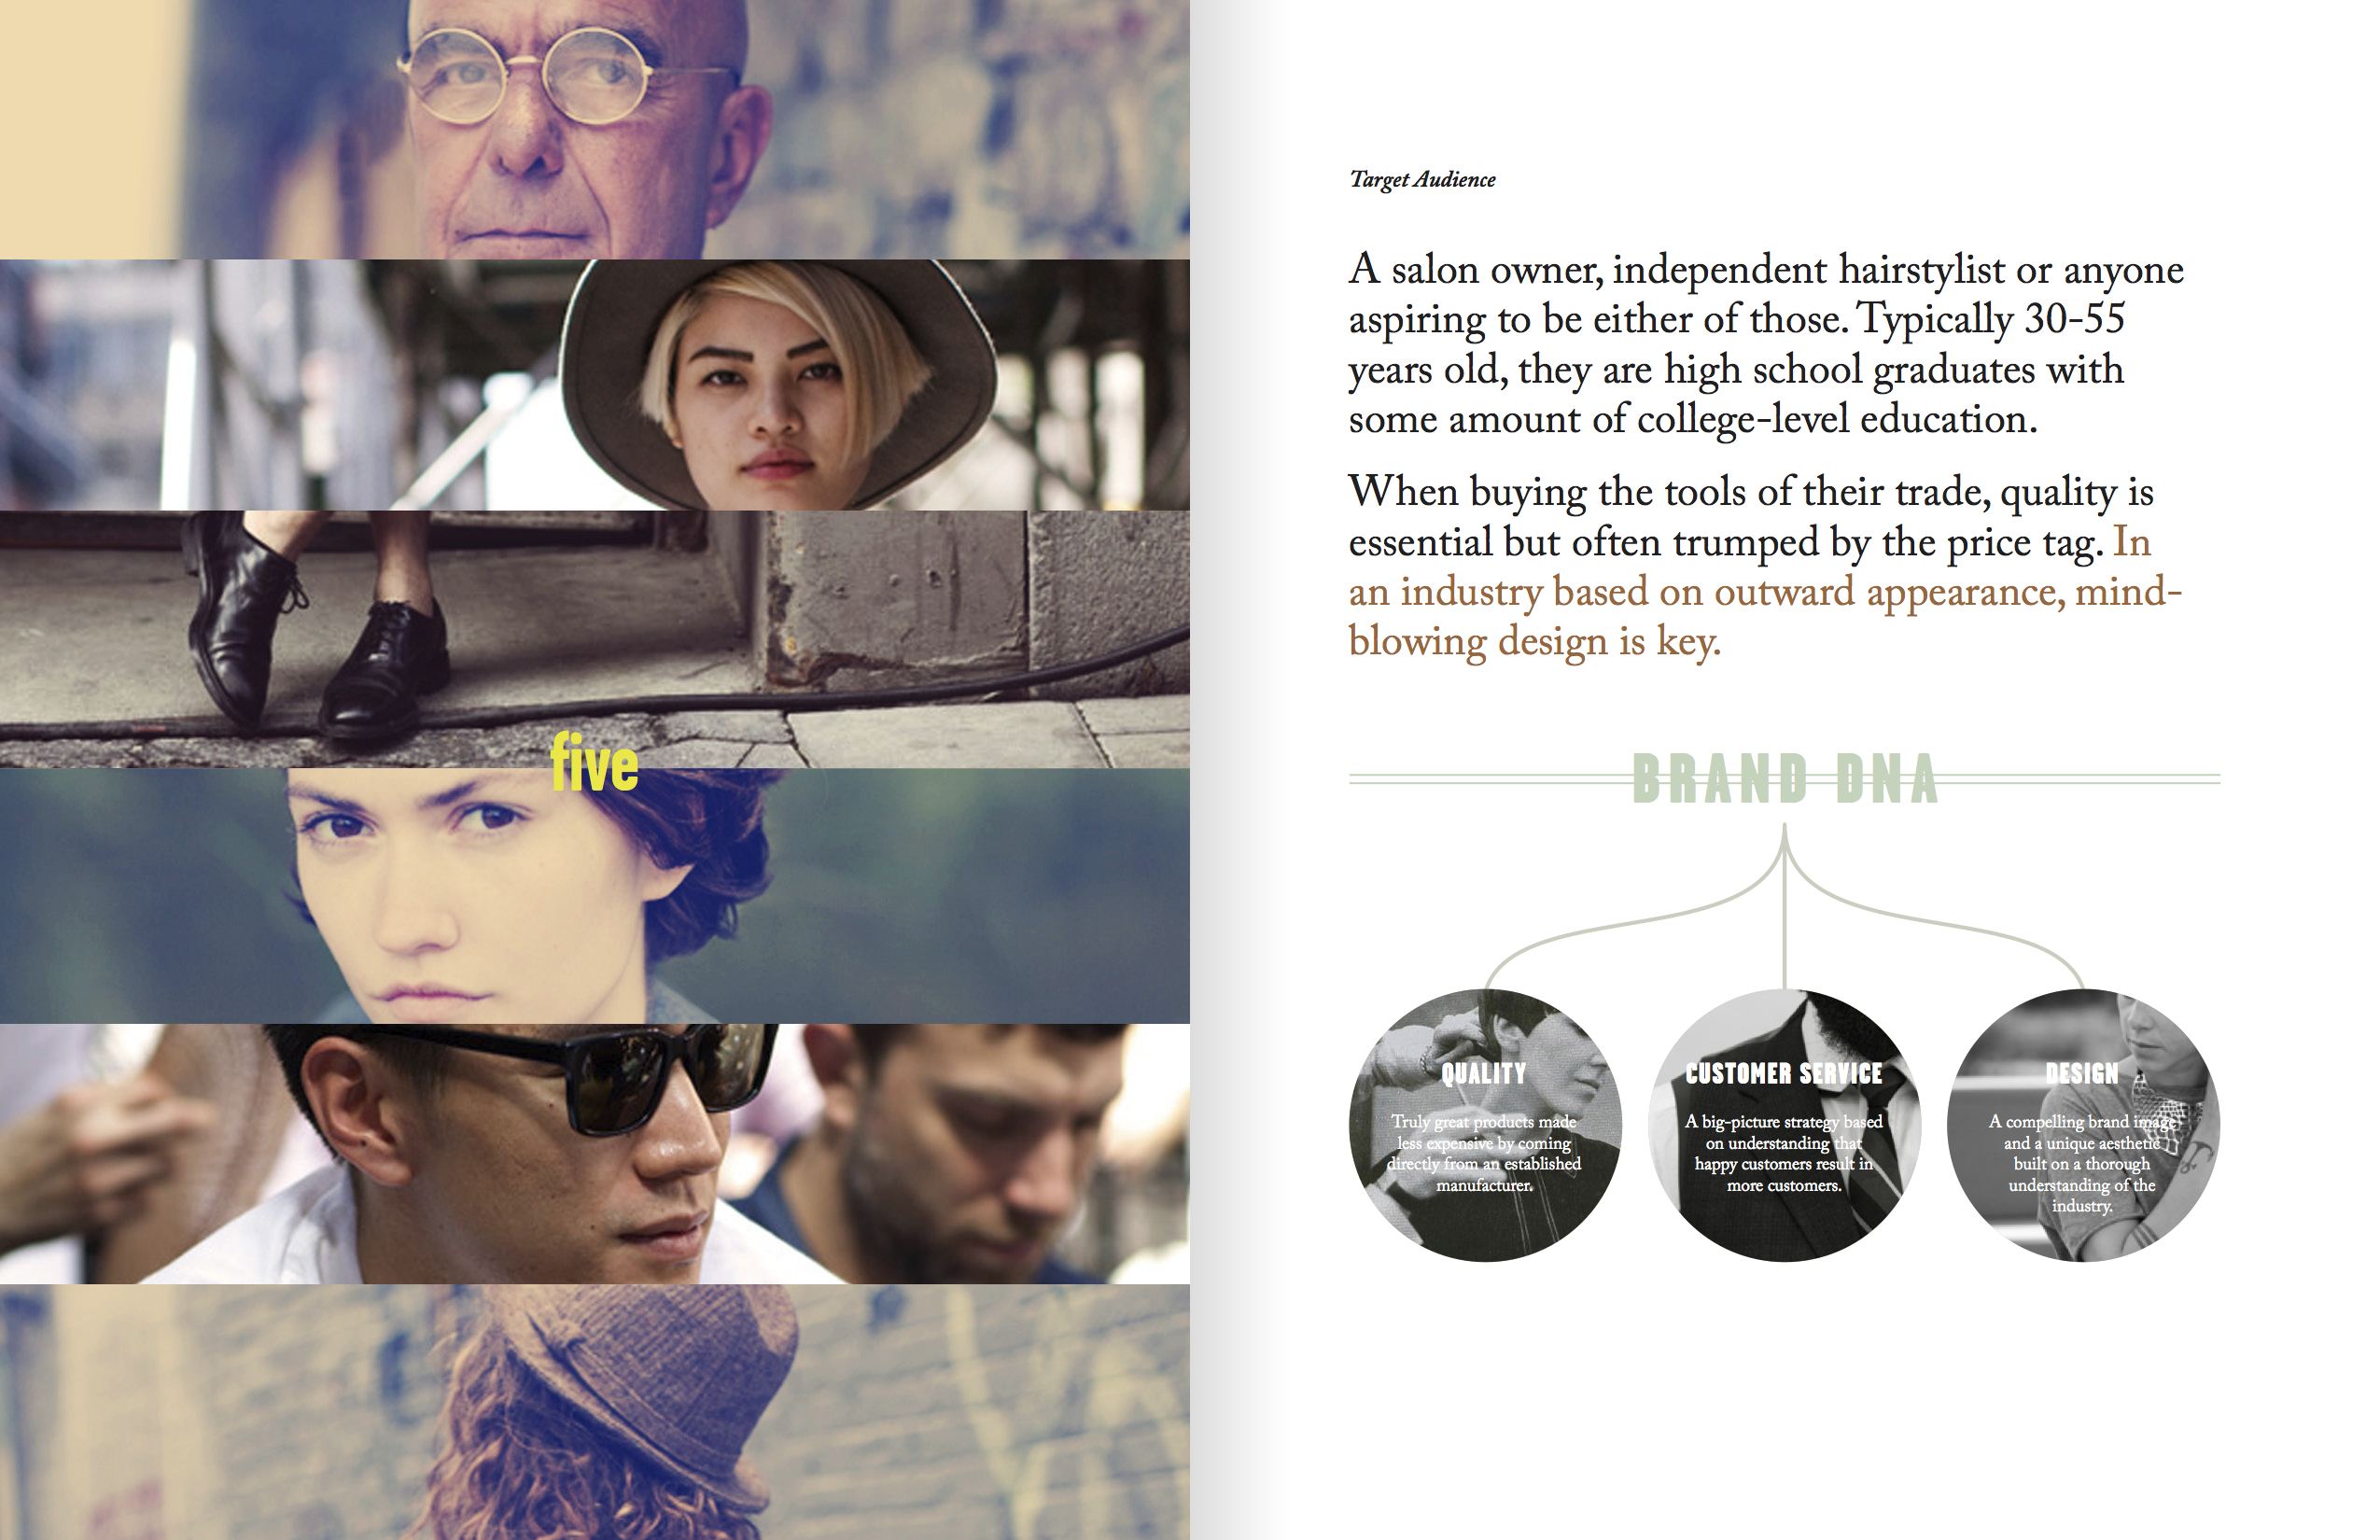 five
Target Audience
A salon owner, independent hairstylist or anyone
aspiring to be either of those. Typically 30-55
years old, they are high school graduates with
some amount of college-level education.
When buying the tools of their trade, quality is
essential but often trumped by the price tag. In
an industry based on outward appearance, mind-
blowing design is key.
BRAND DNA
QUALITY
Truly great products made
less expensive by coming
directly from an established
manufacturer.
CUSTOMER SERVICE
A big-picture strategy based
on understanding that
happy customers result in
more customers.
DESIGN
A compelling brand image
and a unique aesthetic
built on a thorough
understanding of the
industry.